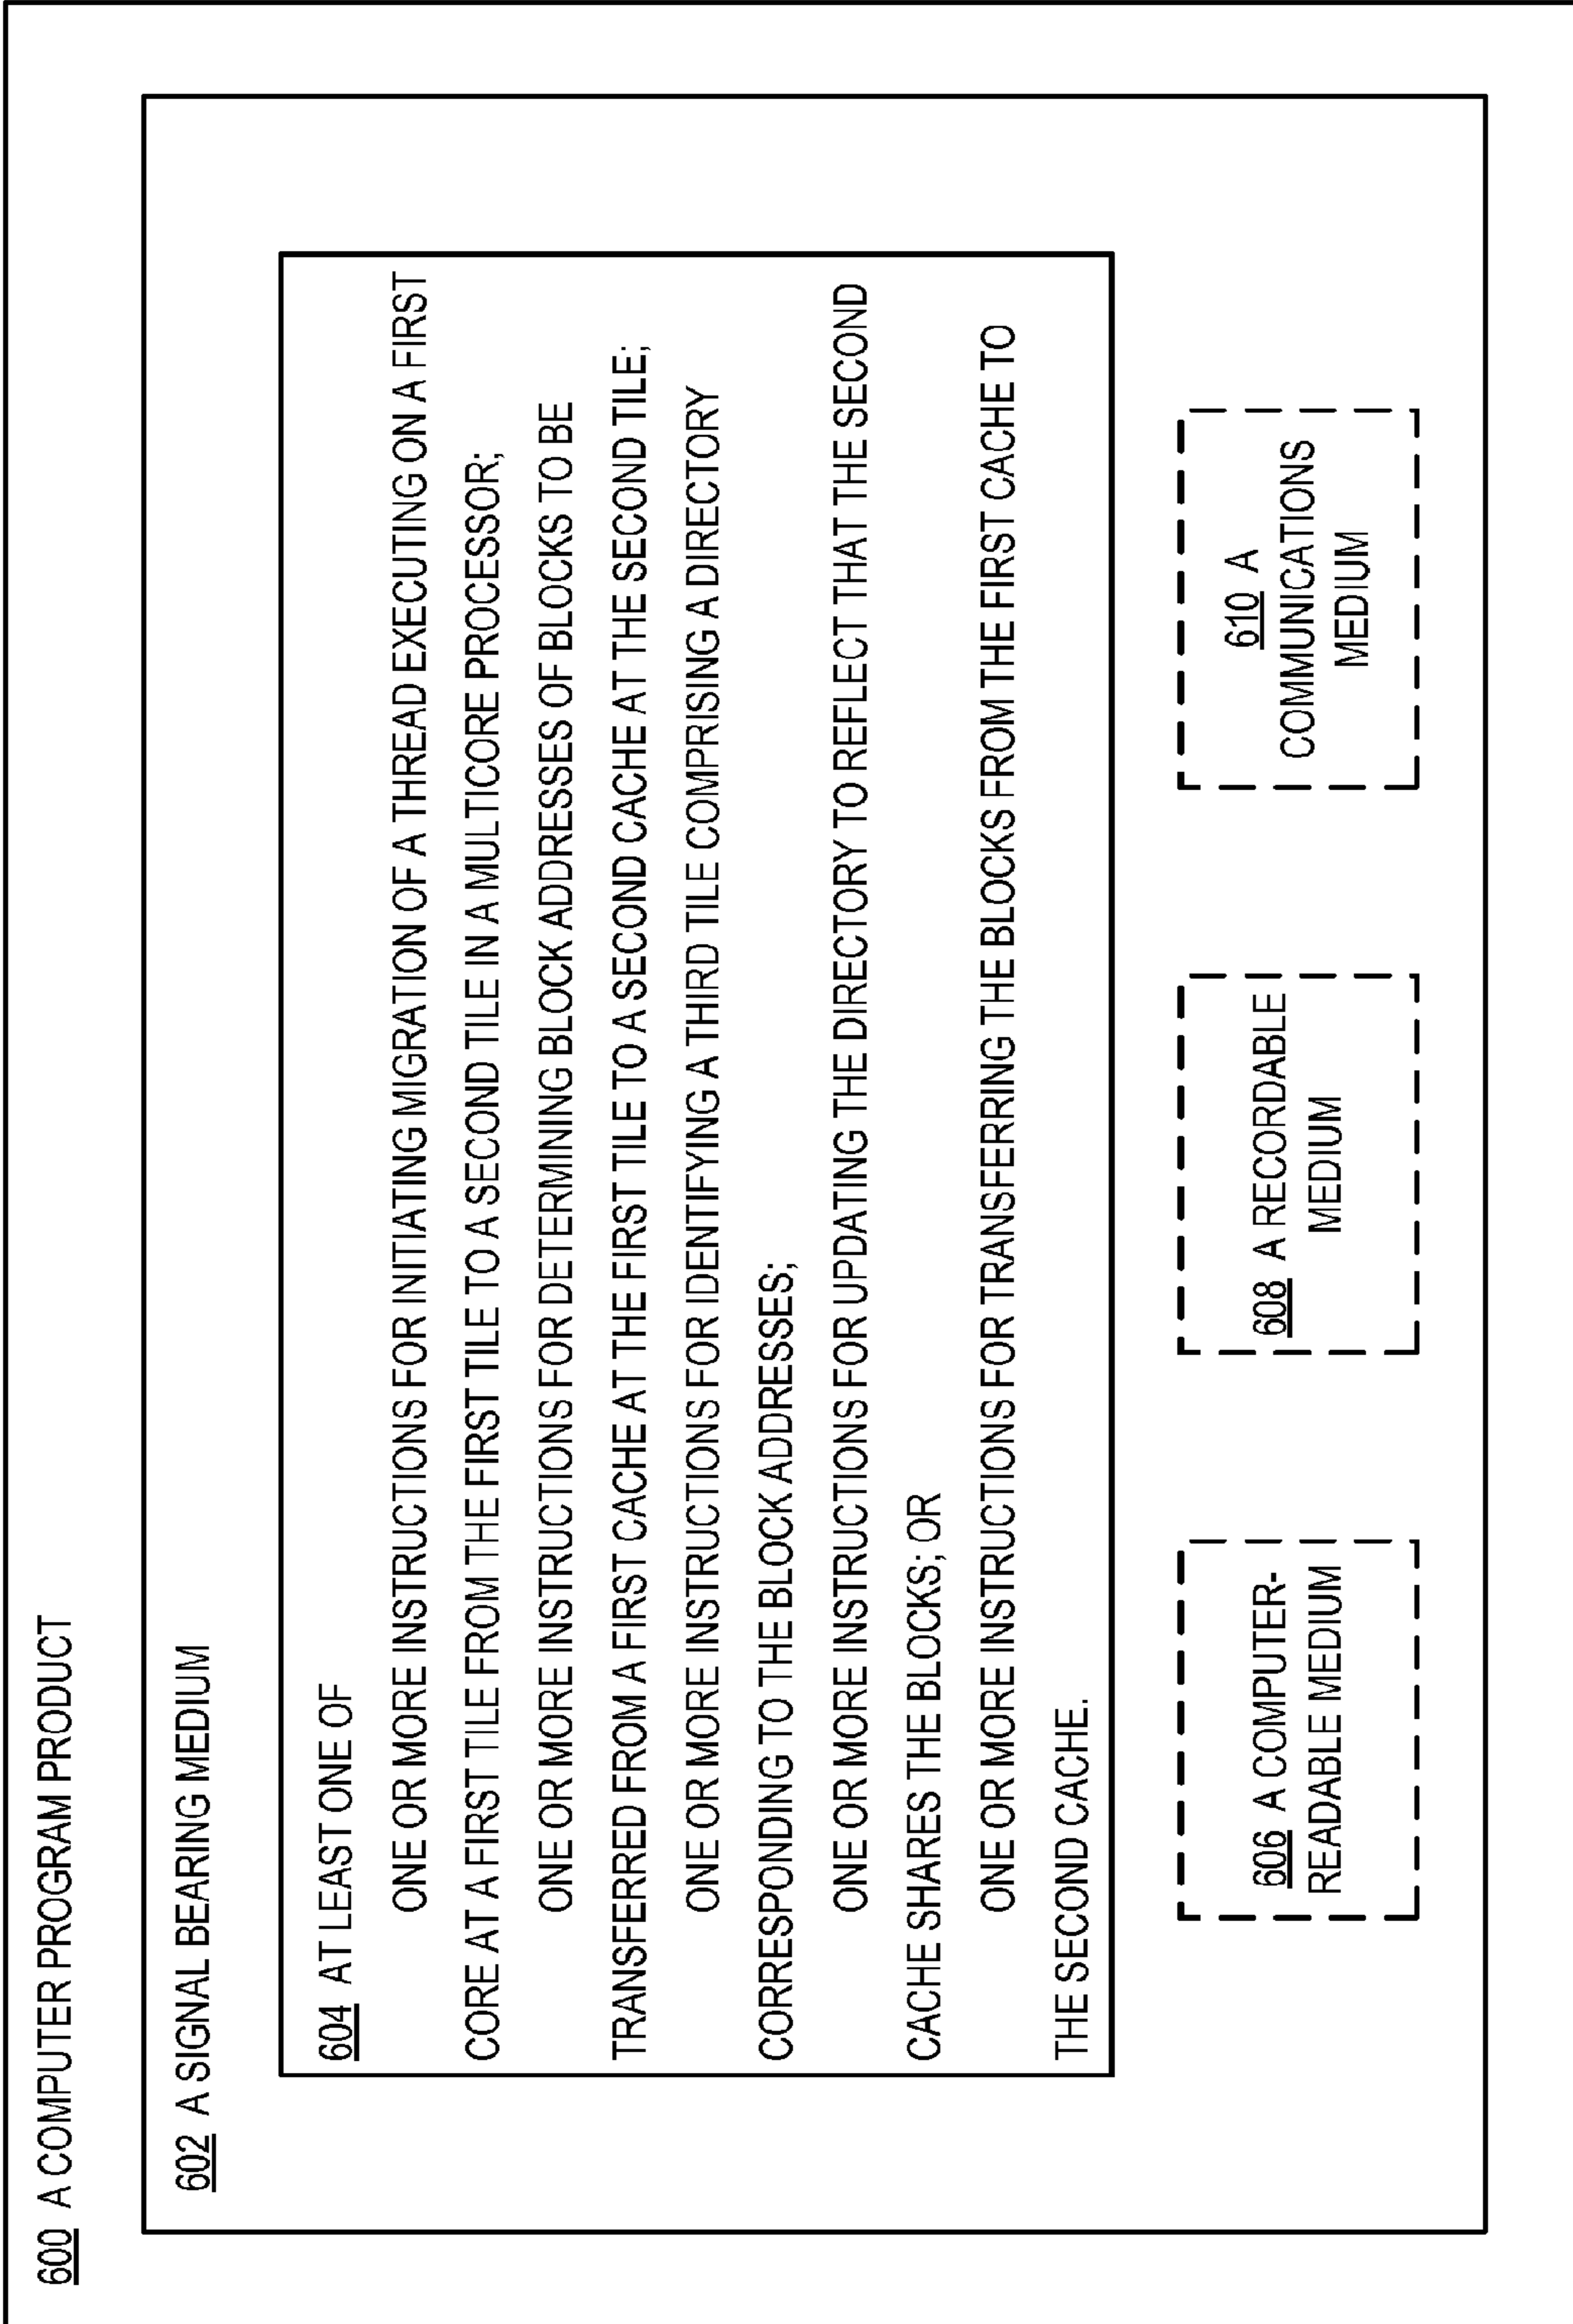 600 A COMPUTER PROGRAM PRODUCT
602 A SIGNAL BEARING MEDIUM
604 AT LEAST ONE OF
ONE OR MORE INSTRUCTIONS FOR INITIATING MIGRATION OF A THREAD EXECUTING ON A FIRST
CORE AT A FIRST TILE FROM THE FIRST TILE TO A SECOND TILE IN A MULTICORE PROCESSOR;
ONE OR MORE INSTRUCTIONS FOR DETERMINING BLOCK ADDRESSES OF BLOCKS TO BE
TRANSFERRED FROM A FIRST CACHE AT THE FIRST TILE TO A SECOND CACHE AT THE SECOND TILE;
ONE OR MORE INSTRUCTIONS FOR IDENTIFYING A THIRD TILE COMPRISING A DIRECTORY
CORRESPONDING TO THE BLOCK ADDRESSES;
ONE OR MORE INSTRUCTIONS FOR UPDATING THE DIRECTORY TO REFLECT THAT THE SECOND
CACHE SHARES THE BLOCKS; OR
ONE OR MORE INSTRUCTIONS FOR TRANSFERRING THE BLOCKS FROM THE FIRST CACHE TO
THE SECOND CACHE.
606 A COMPUTER-
READABLE MEDIUM
608 A RECORDABLE
MEDIUM
610 A
COMMUNICATIONS
MEDIUM